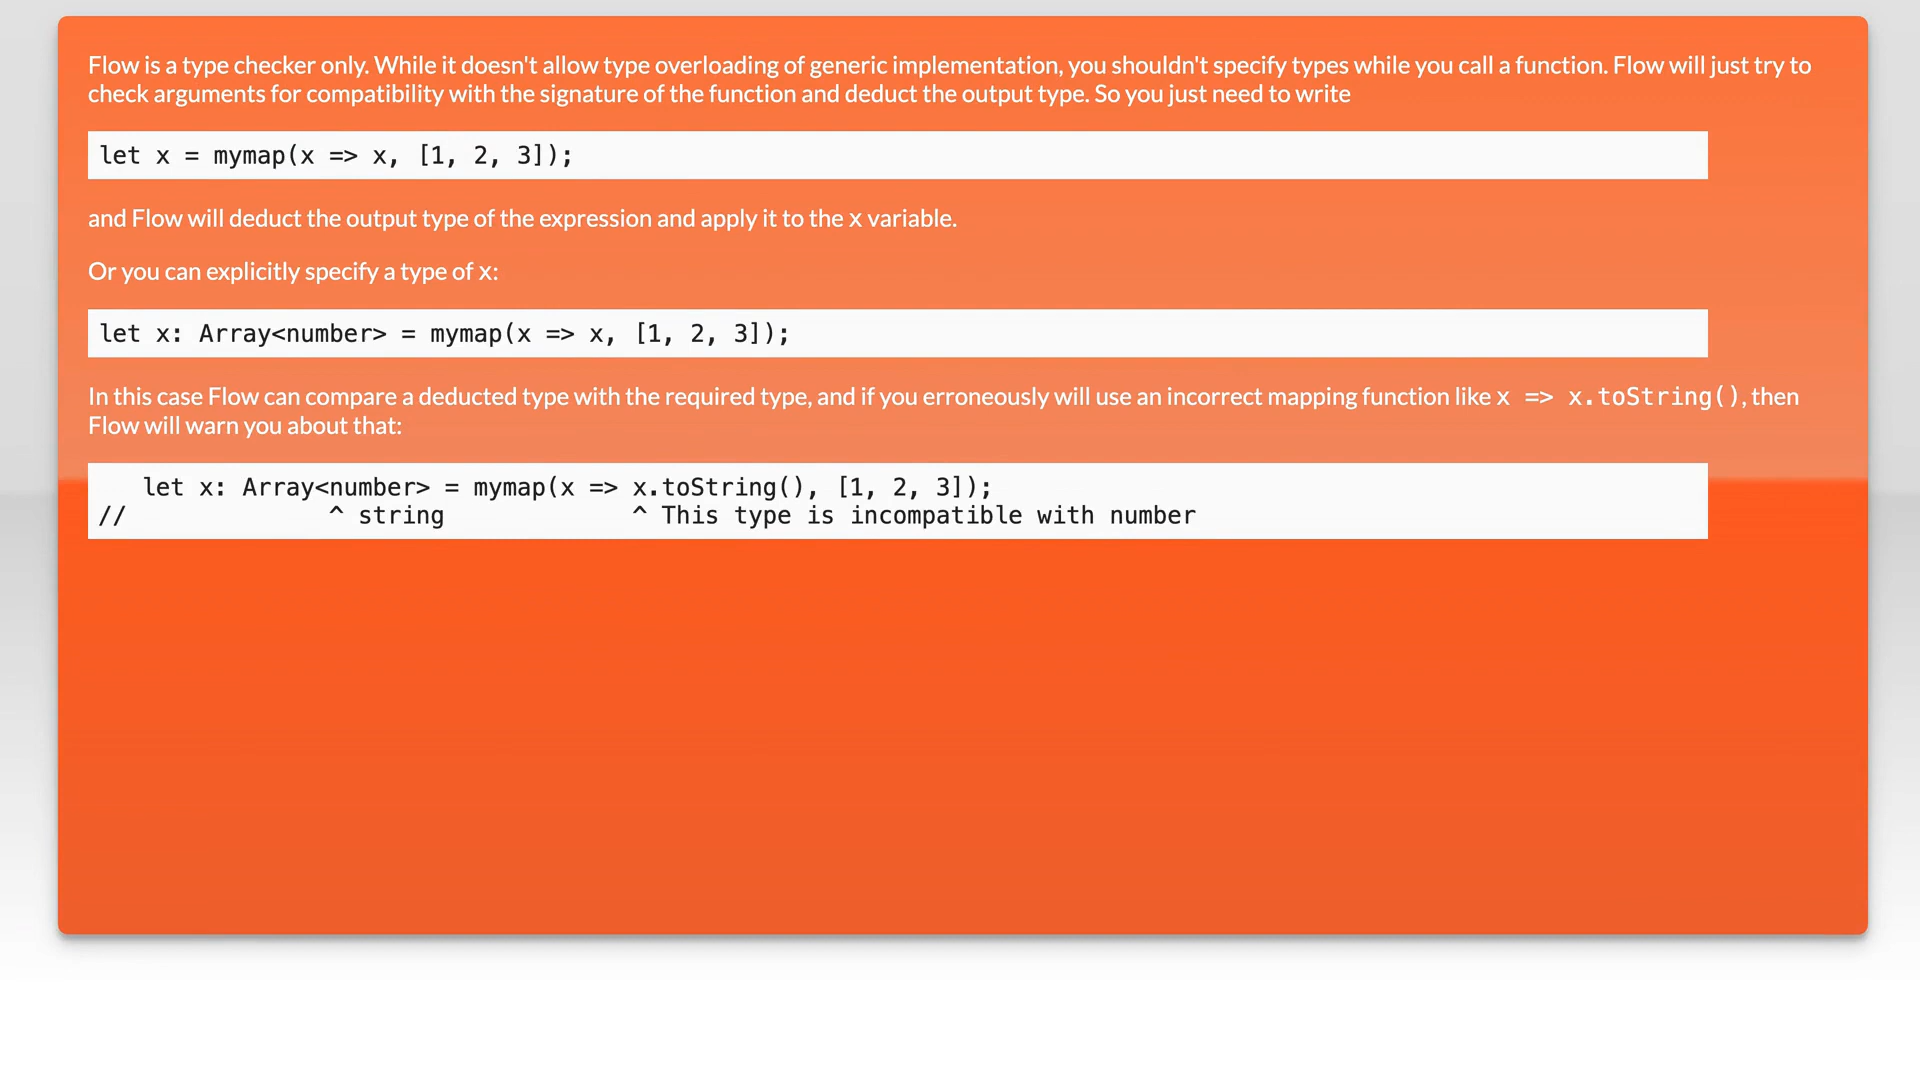 Flow is a type checker only. While it doesn't allow type overloading of generic implementation, you shouldn't specify types while you call a function. Flow will just try to
check arguments for compatibility with the signature of the function and deduct the output type. So you just need to write
let x = mymap(x => x, [1, 2, 3]);
and Flow will deduct the output type of the expression and apply it to the x variable.
Or you can explicitly specify a type of x:
let x: Array<number> = mymap(x => x, [1, 2, 3]);
In this case Flow can compare a deducted type with the required type, and if you erroneously will use an incorrect mapping function like x => x.toString(), then
Flow will warn you about that:
   let x: Array<number> = mymap(x => x.toString(), [1, 2, 3]);
//              ^ string             ^ This type is incompatible with number